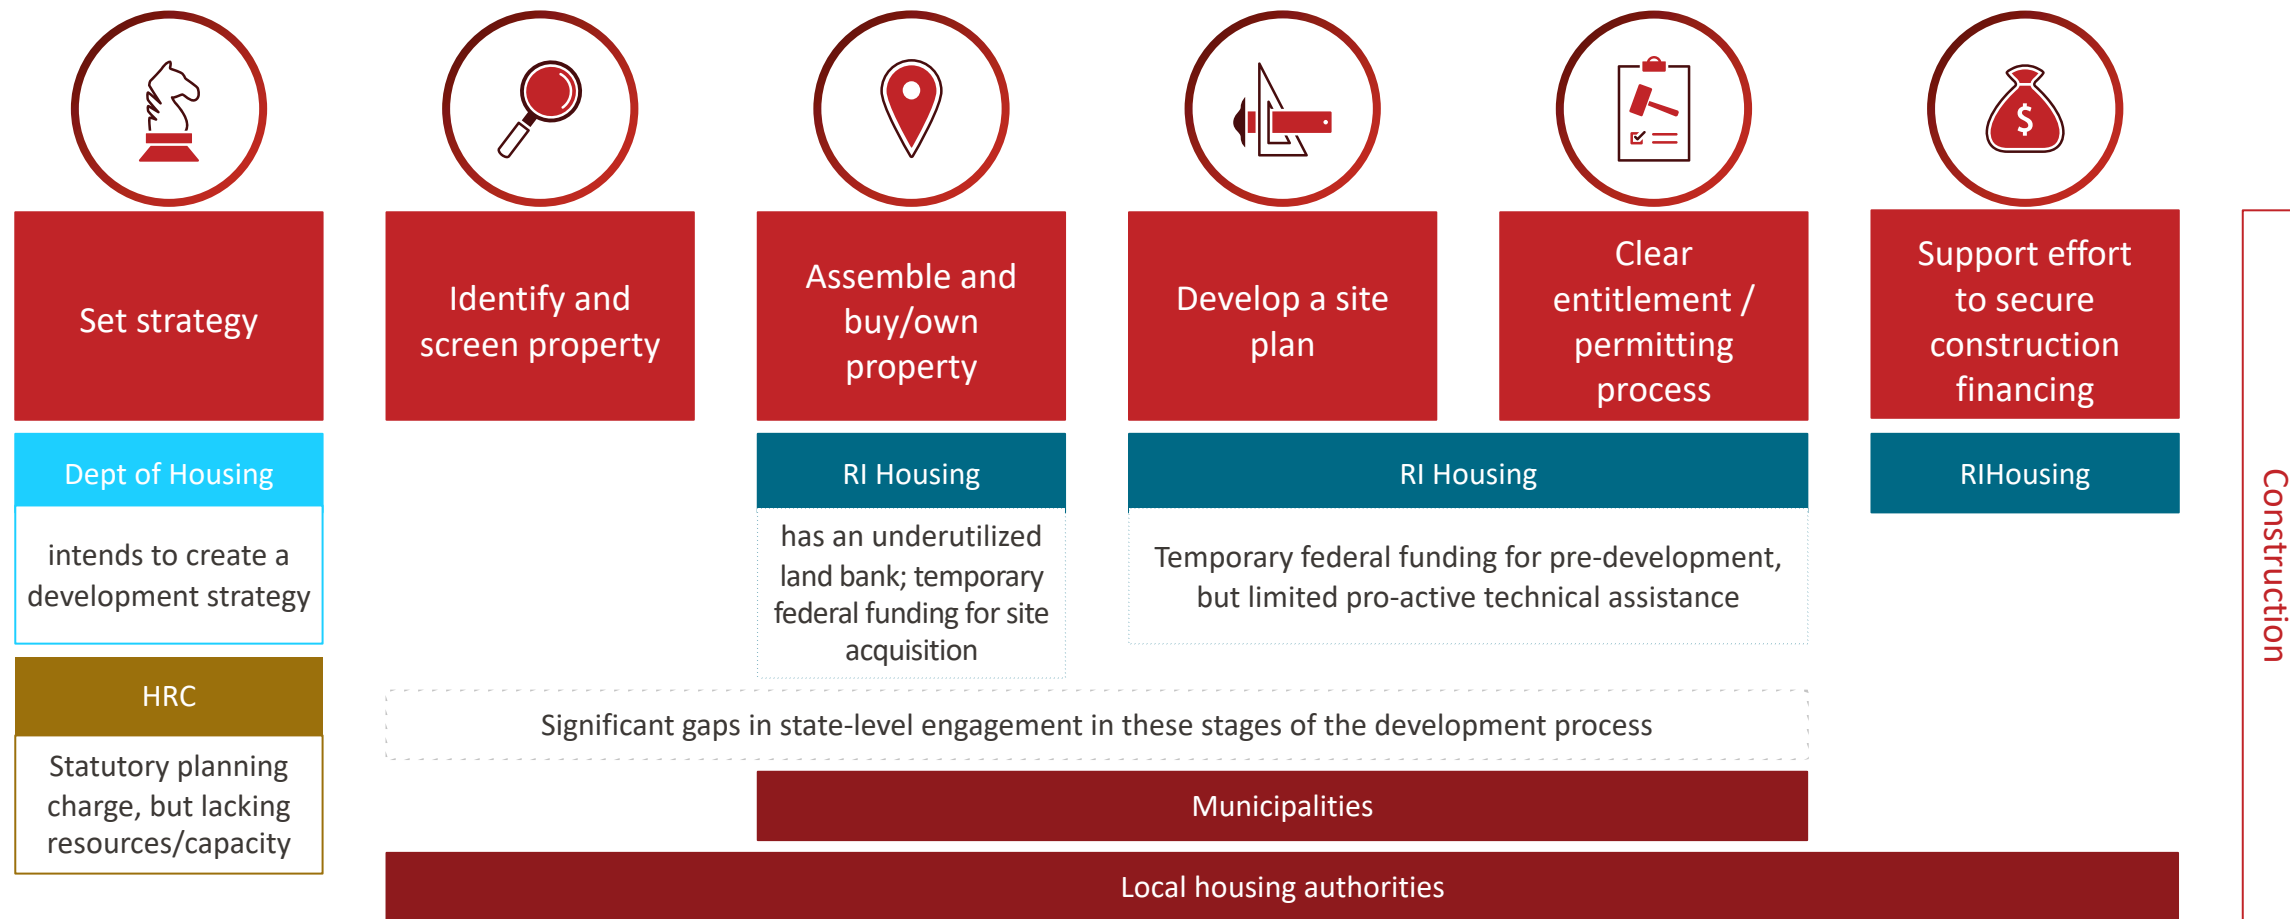 Set strategy
Identify and
screen property
Assemble and
buy/own
property
Develop a site
plan
Clear
entitlement /
permitting
process
Support effort
to secure
construction
financing
Dept of Housing
intends to create a
development strategy
HRC
Statutory planning
charge, but lacking
resources/capacity
RI Housing
has an underutilized
land bank; temporary
federal funding for site
acquisition
RI Housing
Temporary federal funding for pre-development,
but limited pro-active technical assistance
RIHousing
$
Significant gaps in state-level engagement in these stages of the development process
Municipalities
Local housing authorities
Construction